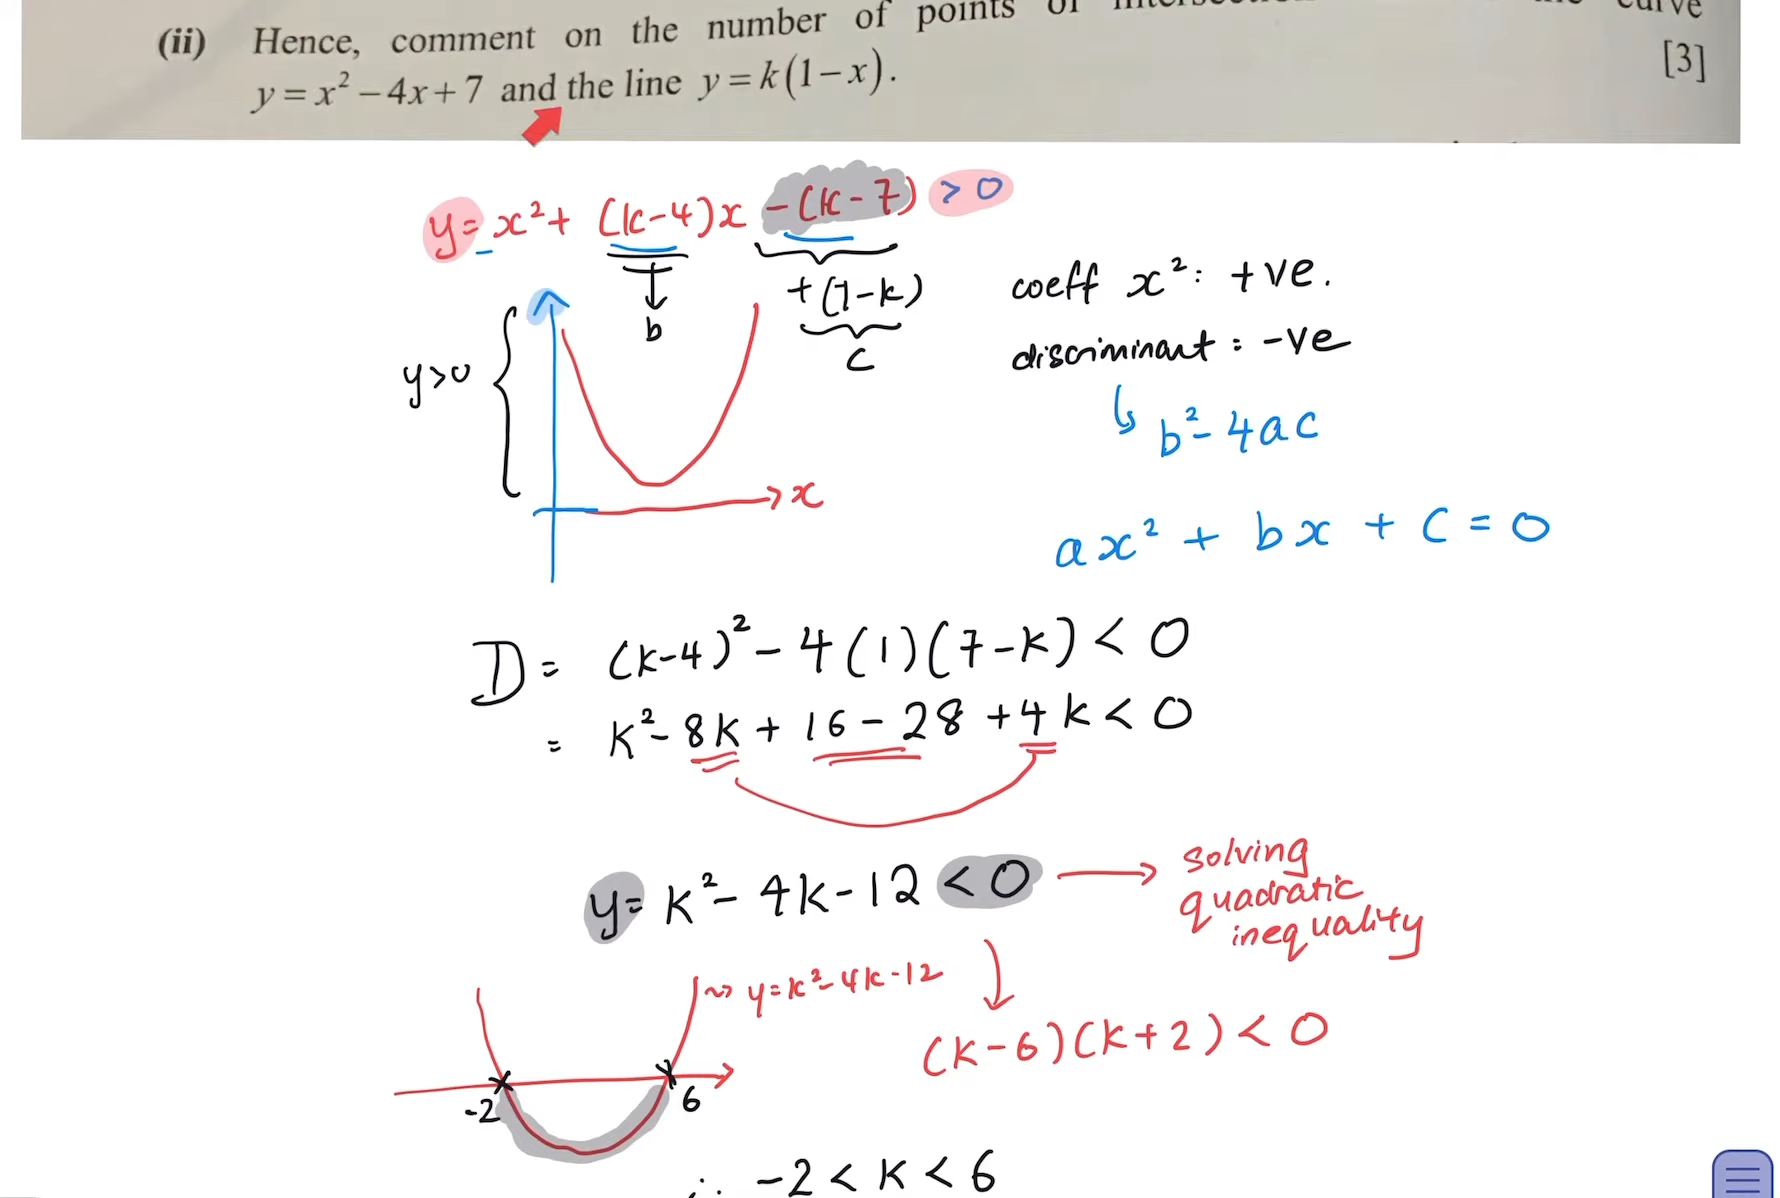 (ii) Hence, comment on the number of points of
y = x² – 4x + 7 and the line y = k(1 – x).
[3]
y = x² + (k-4)x -(k-7) > 0
b
+(7-k)
c
coeff x² : +ve.
discriminant : -ve
b² - 4ac
y>0
x
ax² + bx + c = 0
D = (k-4)² - 4(1)(7-k) < 0
= k² - 8k + 16 - 28 + 4k < 0
y = k² - 4k - 12 < 0
solving
quadratic
inequality
y = k² - 4k - 12
(k-6)(k+2) < 0
-2
6
∴ -2 < k < 6